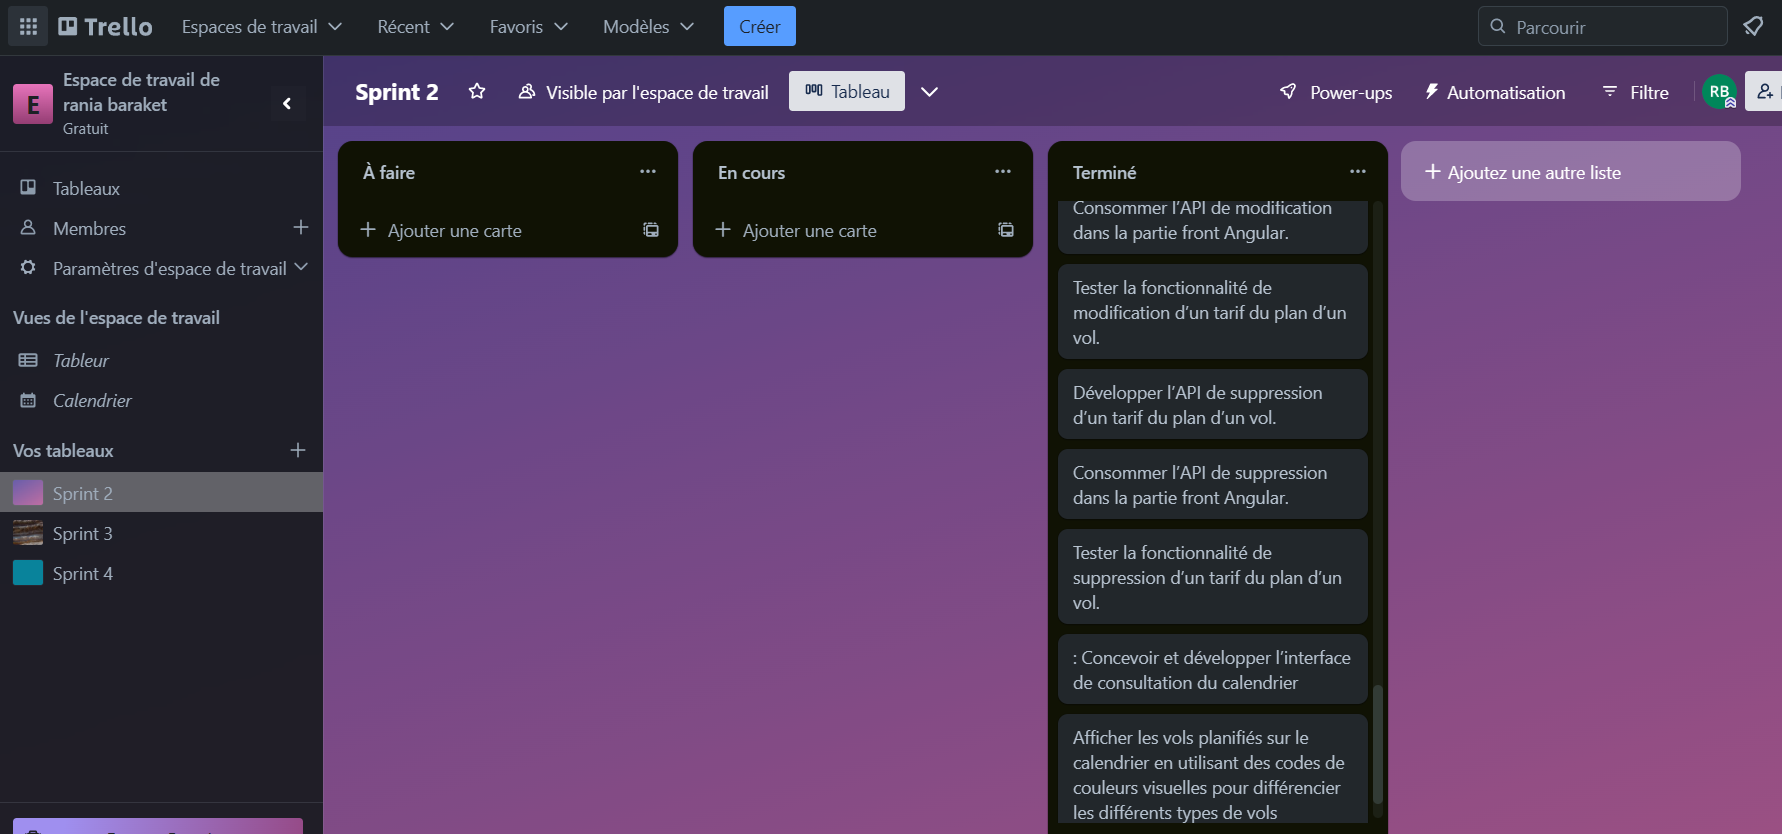 Trello
Espaces de travail
Récent
Favoris
Modèles
Créer
Parcourir
E
Espace de travail de
rania baraket
Gratuit
Tableaux
Membres
Paramètres d'espace de travail
Vues de l'espace de travail
Tableur
Calendrier
Vos tableaux
Sprint 2
Sprint 3
Sprint 4
Sprint 2
Visible par l'espace de travail
Tableau
Power-ups
Automatisation
Filtre
RB
À faire
Ajouter une carte
En cours
Ajouter une carte
Terminé
Consommer l’API de modification
dans la partie front Angular.
Tester la fonctionnalité de
modification d’un tarif du plan d’un
vol.
Développer l’API de suppression
d’un tarif du plan d’un vol.
Consommer l’API de suppression
dans la partie front Angular.
Tester la fonctionnalité de
suppression d’un tarif du plan d’un
vol.
: Concevoir et développer l’interface
de consultation du calendrier
Afficher les vols planifiés sur le
calendrier en utilisant des codes de
couleurs visuelles pour différencier
les différents types de vols
Ajoutez une autre liste